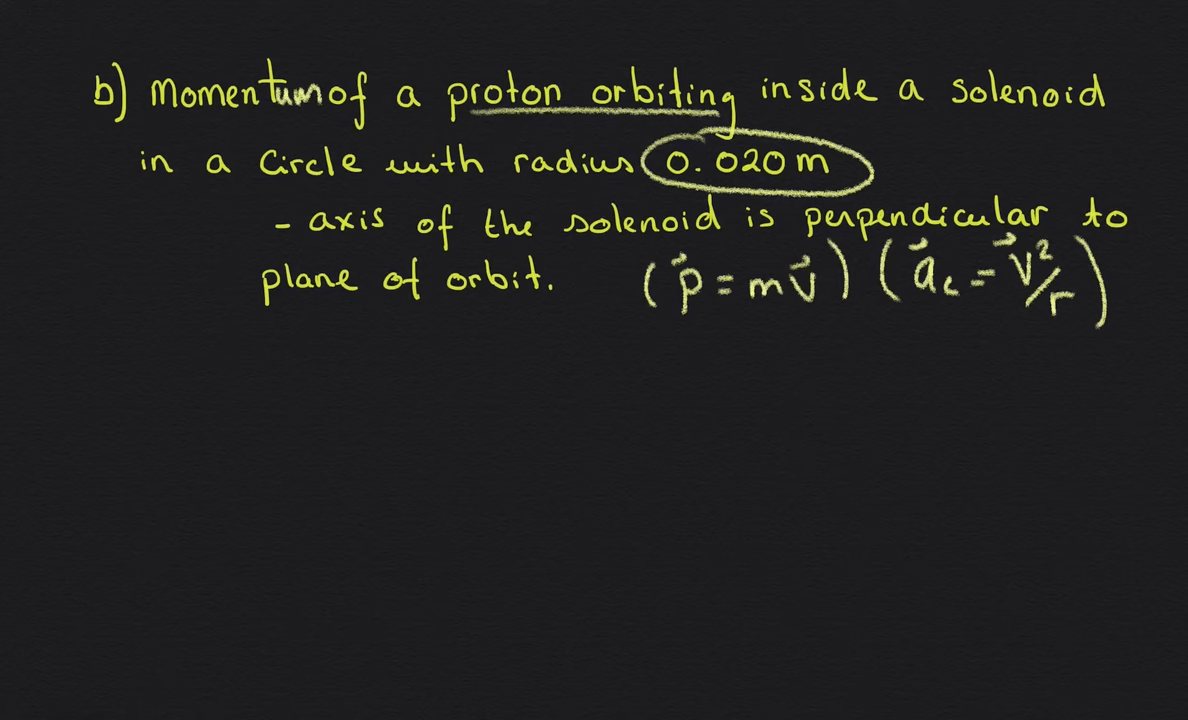 b) Momentum of a proton orbiting inside a solenoid
in a Circle with radius 0.020 m
- axis of the solenoid is perpendicular to
plane of orbit. (p⃗ = mv⃗) (a⃗c = v⃗²/r)